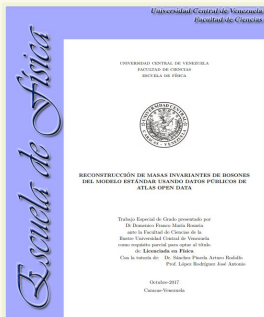 Universidad Central de Venezuela
Facultad de Ciencias
Escuela de Física
UNIVERSIDAD CENTRAL DE VENEZUELA
FACULTAD DE CIENCIAS
ESCUELA DE FÍSICA
RECONSTRUCCIÓN DE MASAS INVARIANTES DE BOSONES
DEL MODELO ESTÁNDAR USANDO DATOS PÚBLICOS DE
ATLAS OPEN DATA
Trabajo Especial de Grado presentado por
Di Domenico Franco María Rosaria
ante la Facultad de Ciencias de la
Ilustre Universidad Central de Venezuela
como requisito parcial para optar al título
de: Licenciada en Física
Con la tutoría de: Dr. Sánchez Pineda Arturo Rodolfo
Prof. López Rodríguez José Antonio
Octubre-2017
Caracas-Venezuela